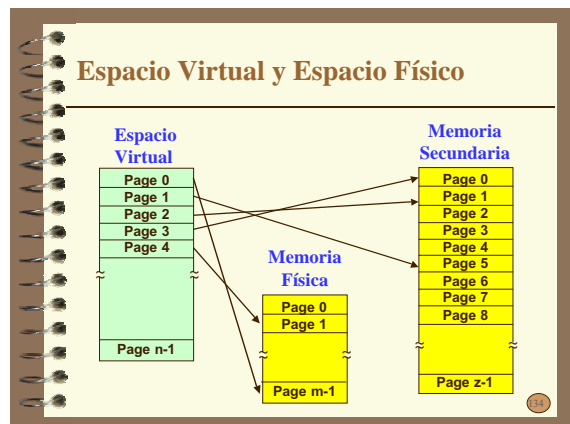 Espacio Virtual y Espacio Físico
Espacio
Virtual
Page 0
Page 1
Page 2
Page 3
Page 4
Page n-1
Memoria
Física
Page 0
Page 1
Page m-1
Memoria
Secundaria
Page 0
Page 1
Page 2
Page 3
Page 4
Page 5
Page 6
Page 7
Page 8
Page z-1
134